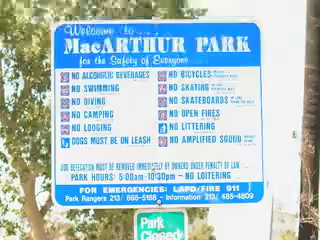 Welcome to...
MacARTHUR PARK
for the Safety of Everyone
NO ALCOHOLIC BEVERAGES
NO SWIMMING
NO DIVING
NO CAMPING
NO LODGING
DOGS MUST BE ON LEASH
NO BICYCLES
NO SKATING
NO SKATEBOARDS
NO OPEN FIRES
NO LITTERING
NO AMPLIFIED SOUND
DOG DEFECATION MUST BE REMOVED IMMEDIATELY BY OWNERS UNDER PENALTY OF LAW
PARK HOURS: 5:00am-10:30pm - NO LOITERING
FOR EMERGENCIES: LAPD/FIRE 911
Park Rangers 213/ 665-5188 Information 213/ 485-4809
Park
Closed